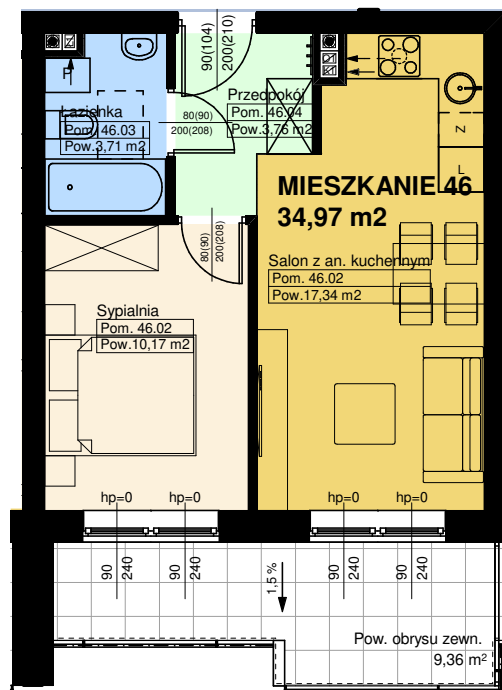 90(104)
200(210)
P
Łazienka
Pom. 46.03
Pow.3,71 m2
80(90)
200(208)
Przedpokój
Pom. 46.04
Pow.3,76 m2
Z
L
MIESZKANIE 46
34,97 m2
80(90)
200(208)
Salon z an. kuchennym
Pom. 46.02
Pow.17,34 m2
Sypialnia
Pom. 46.02
Pow.10,17 m2
hp=0
hp=0
hp=0
hp=0
90
240
90
240
1,5 %
90
240
90
240
Pow. obrysu zewn.
9,36 m²